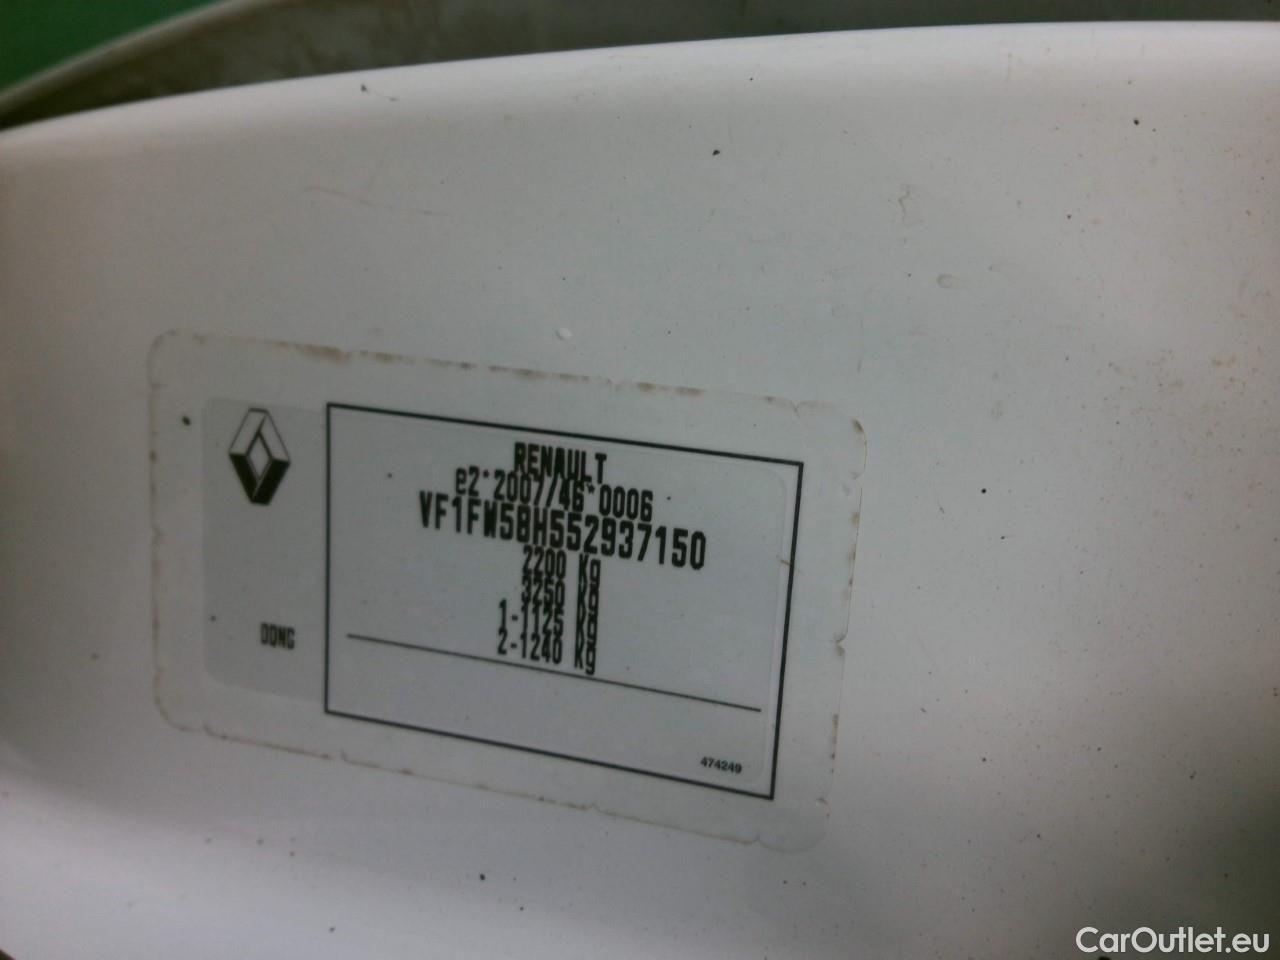 RENAULT
e2*2007/46*0006
VF1FW58H552937150
2200 Kg
3250 Kg
1-1125 Kg
2-1240 Kg
DQNG
474249
CarOutlet.eu